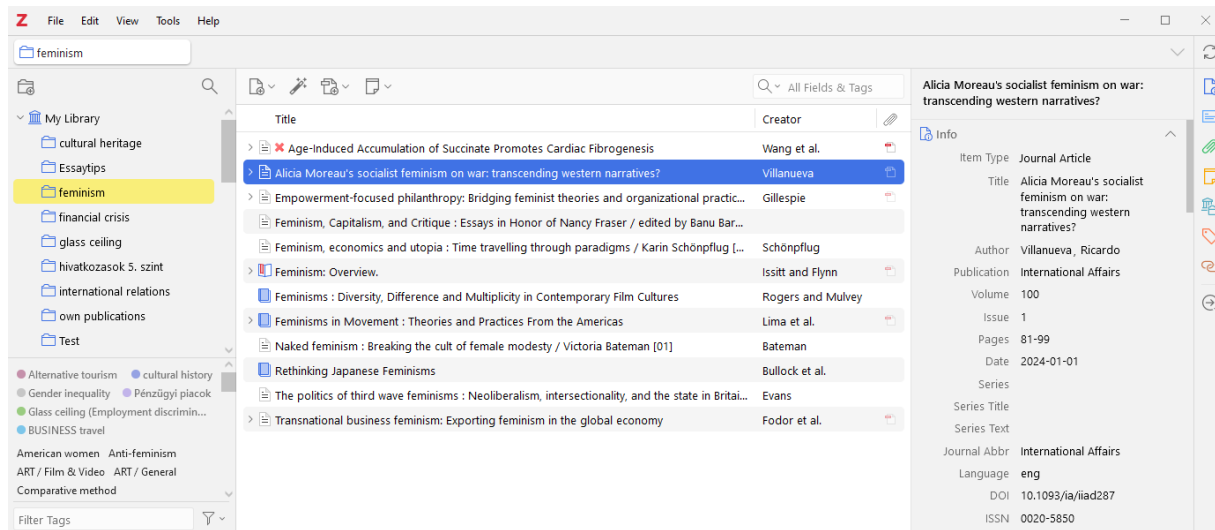 Z File Edit View Tools Help
feminism
My Library
cultural heritage
Essaytips
feminism
financial crisis
glass ceiling
hivatkozasok 5. szint
international relations
own publications
Test
Alternative tourism cultural history
Gender inequality Pénzügyi piacok
Glass ceiling (Employment discrimin...
BUSINESS travel
American women Anti-feminism
ART / Film & Video ART / General
Comparative method
Filter Tags
All Fields & Tags
Title Creator
Age-Induced Accumulation of Succinate Promotes Cardiac Fibrogenesis Wang et al.
Alicia Moreau's socialist feminism on war: transcending western narratives? Villanueva
Empowerment-focused philanthropy: Bridging feminist theories and organizational practic... Gillespie
Feminism, Capitalism, and Critique : Essays in Honor of Nancy Fraser / edited by Banu Bar...
Feminism, economics and utopia : Time travelling through paradigms / Karin Schönpflug [... Schönpflug
Feminism: Overview. Issitt and Flynn
Feminisms : Diversity, Difference and Multiplicity in Contemporary Film Cultures Rogers and Mulvey
Feminisms in Movement : Theories and Practices From the Americas Lima et al.
Naked feminism : Breaking the cult of female modesty / Victoria Bateman [01] Bateman
Rethinking Japanese Feminisms Bullock et al.
The politics of third wave feminisms : Neoliberalism, intersectionality, and the state in Britai... Evans
Transnational business feminism: Exporting feminism in the global economy Fodor et al.
Alicia Moreau's socialist feminism on war:
transcending western narratives?
Info
Item Type Journal Article
Title Alicia Moreau's socialist
feminism on war:
transcending western
narratives?
Author Villanueva, Ricardo
Publication International Affairs
Volume 100
Issue 1
Pages 81-99
Date 2024-01-01
Series
Series Title
Series Text
Journal Abbr International Affairs
Language eng
DOI 10.1093/ia/iiad287
ISSN 0020-5850